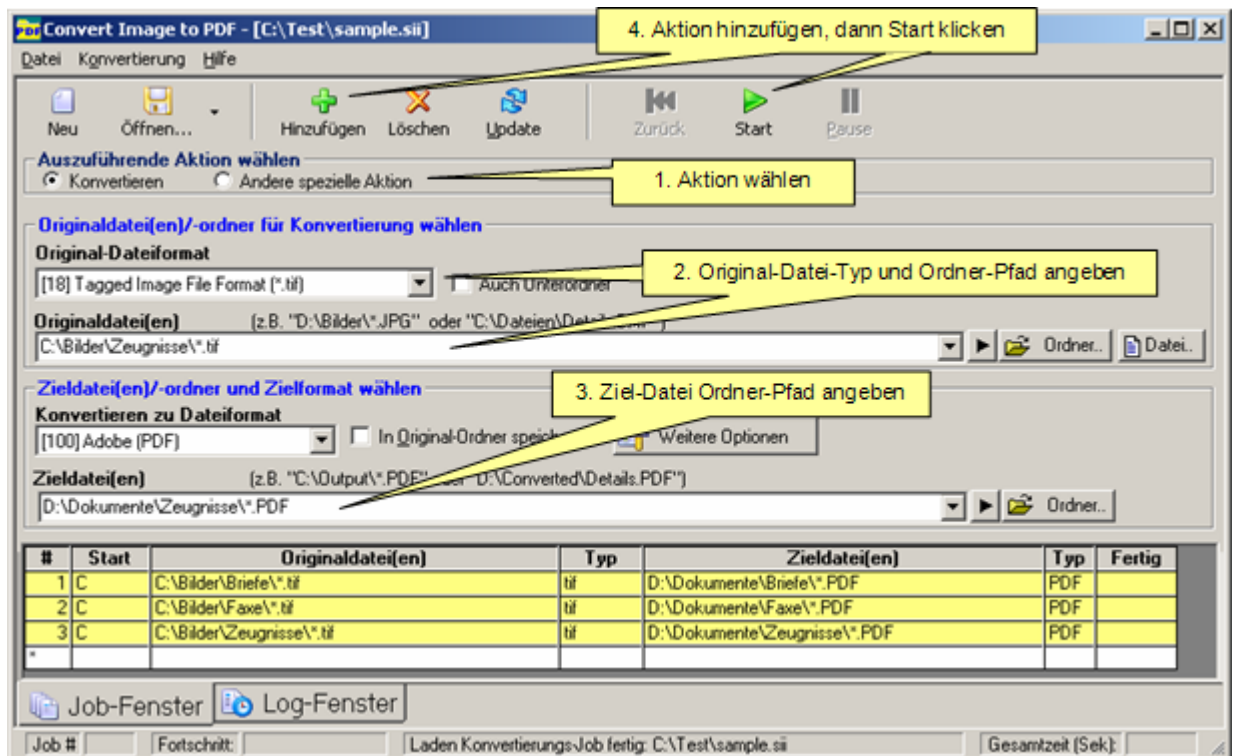 PDF Convert Image to PDF - [C:\Test\sample.sii]
4. Aktion hinzufügen, dann Start klicken
Datei Konvertierung Hilfe
Neu Öffnen... Hinzufügen Löschen Update Zurück Start Pause
Auszuführende Aktion wählen
Konvertieren Andere spezielle Aktion
1. Aktion wählen
Originaldatei(en)/-ordner für Konvertierung wählen
Original-Dateiformat
[18] Tagged Image File Format (*.tif) Auch Unterordner
2. Original-Datei-Typ und Ordner-Pfad angeben
Originaldatei(en) (z.B. "D:\Bilder\*.JPG" oder "C:\Dateien\
C:\Bilder\Zeugnisse\*.tif Ordner.. Datei..
Zieldatei(en)/-ordner und Zielformat wählen
3. Ziel-Datei Ordner-Pfad angeben
Konvertieren zu Dateiformat
[100] Adobe (PDF) In Original-Ordner Weitere Optionen
Zieldatei(en) (z.B. "C:\Output\*.PDF" "D:\Converted\Details.PDF")
D:\Dokumente\Zeugnisse\*.PDF Ordner..
# Start Originaldatei(en) Typ Zieldatei(en) Typ Fertig
1 C C:\Bilder\Briefe\*.tif tif D:\Dokumente\Briefe\*.PDF PDF
2 C C:\Bilder\Faxe\*.tif tif D:\Dokumente\Faxe\*.PDF PDF
3 C C:\Bilder\Zeugnisse\*.tif tif D:\Dokumente\Zeugnisse\*.PDF PDF
*
Job-Fenster Log-Fenster
Job # Fortschritt: Laden Konvertierungs-Job fertig: C:\Test\sample.sii Gesamtzeit (Sek):